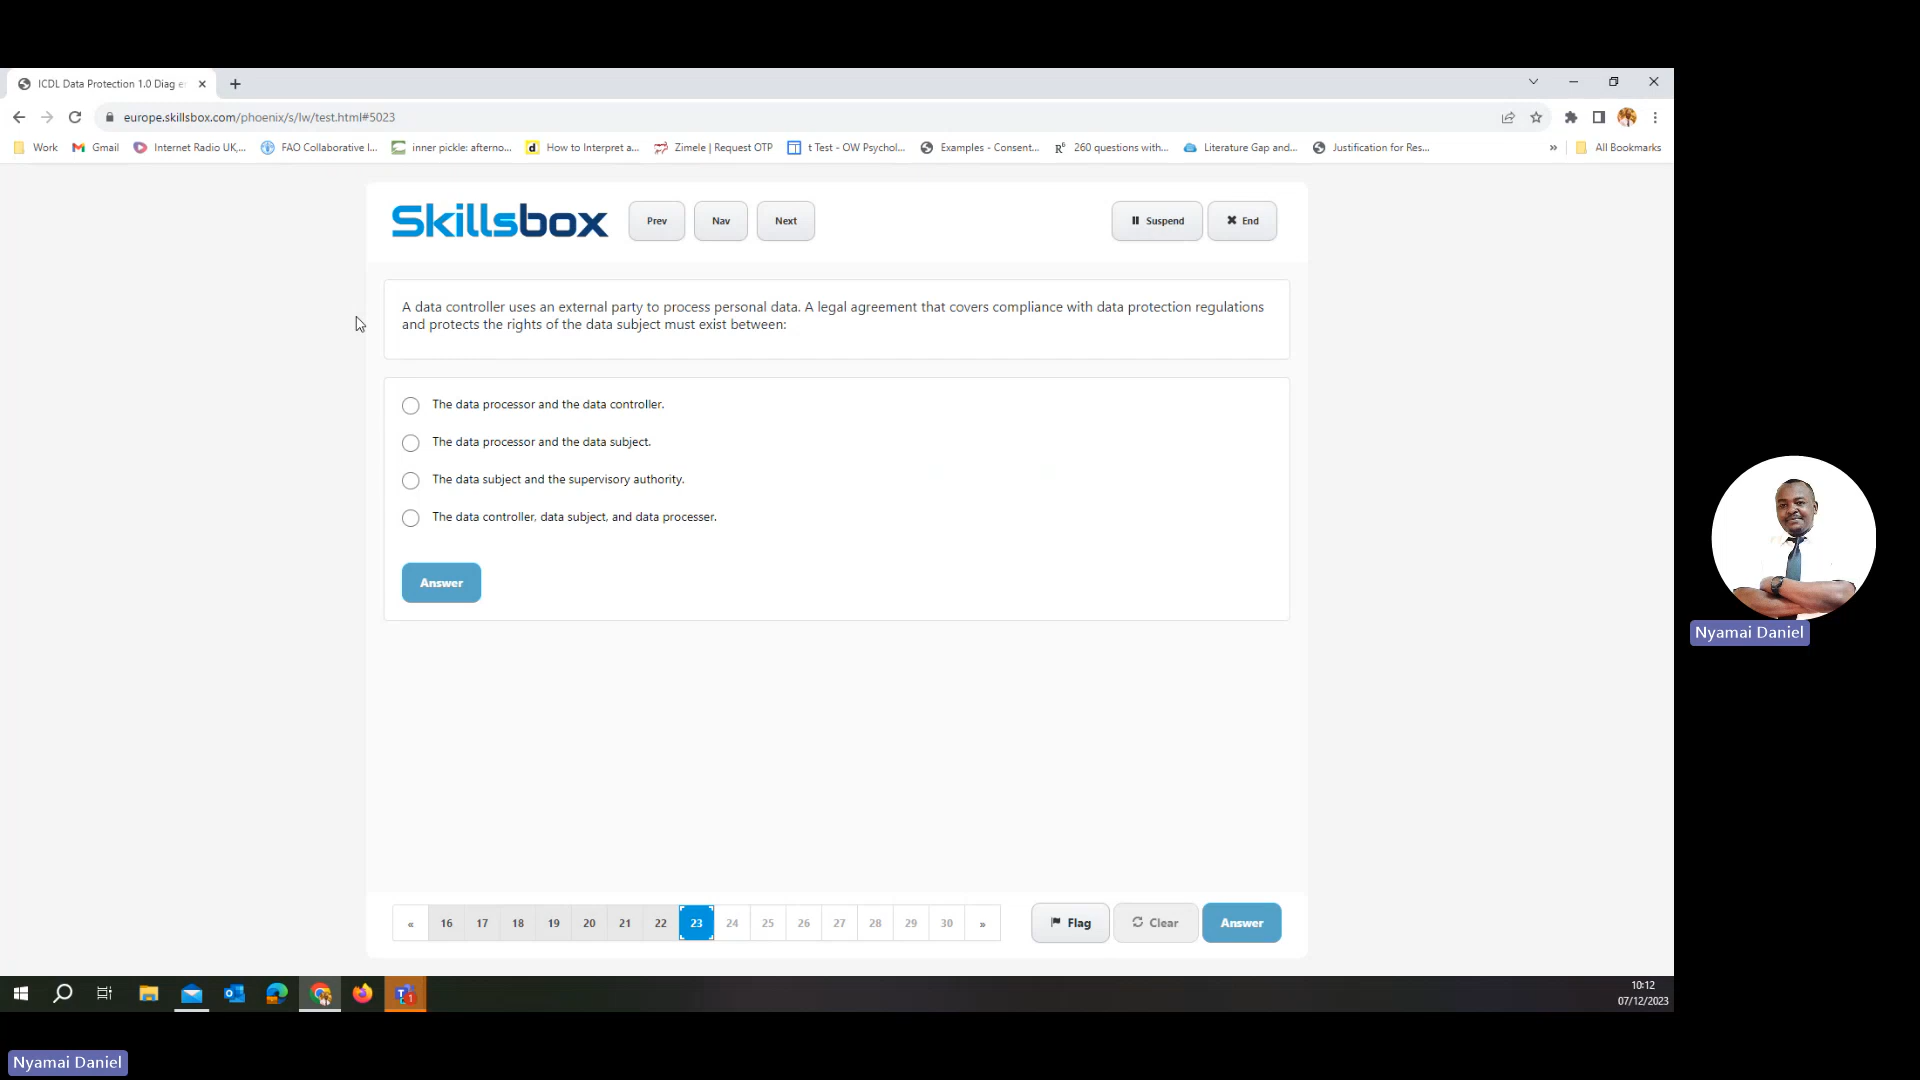 ICDL Data Protection 1.0 Diag e
europe.skillsbox.com/phoenix/s/lw/test.html#5023
Work
Gmail
Internet Radio UK,...
FAO Collaborative I...
inner pickle: afterno...
How to Interpret a...
Zimele | Request OTP
t Test - OW Psychol...
Examples - Consent...
260 questions with...
Literature Gap and...
Justification for Res...
»
All Bookmarks
Skillsbox
Prev
Nav
Next
Suspend
End
A data controller uses an external party to process personal data. A legal agreement that covers compliance with data protection regulations
and protects the rights of the data subject must exist between:
The data processor and the data controller.
The data processor and the data subject.
The data subject and the supervisory authority.
The data controller, data subject, and data processer.
Answer
« 16 17 18 19 20 21 22 23 24 25 26 27 28 29 30 »
Flag
Clear
Answer
10:12
07/12/2023
Nyamai Daniel
Nyamai Daniel